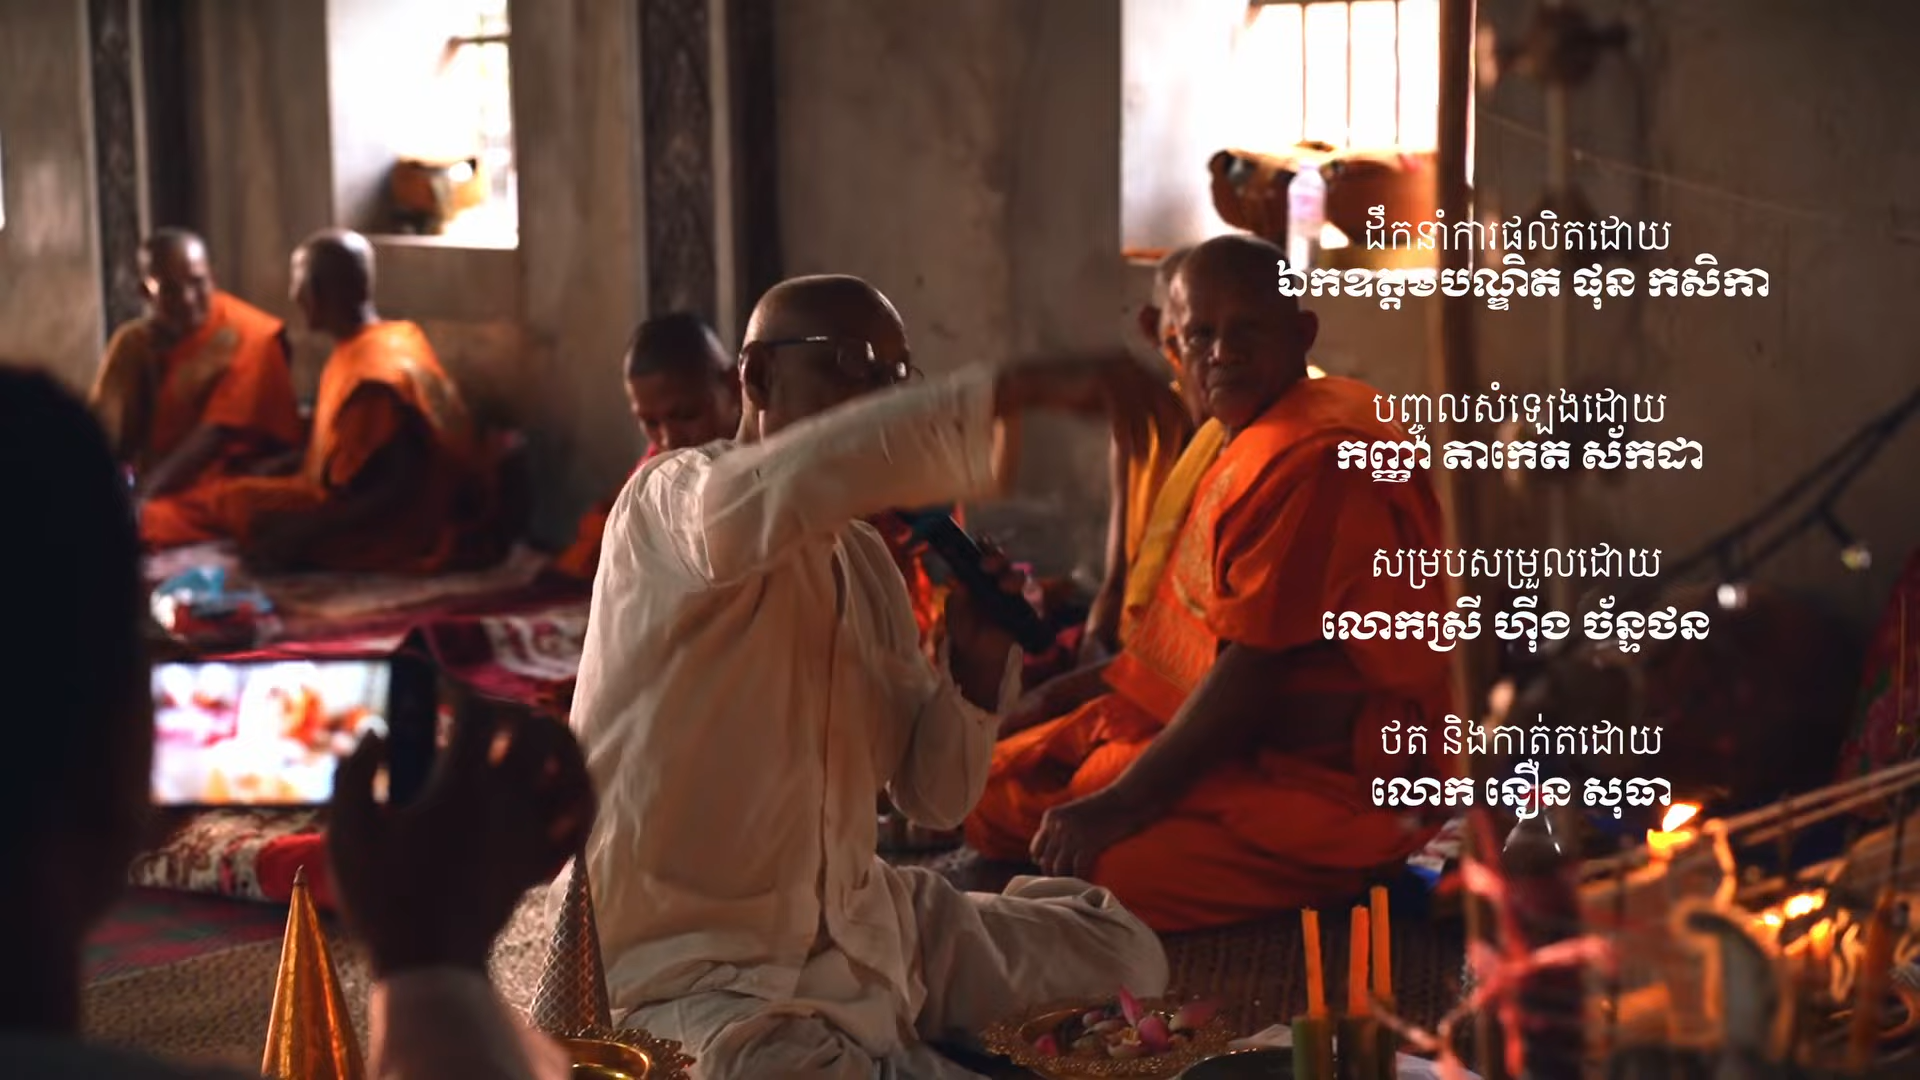 ដឹកនាំការផលិតដោយ
ឯកឧត្តមបណ្ឌិត ផុន កសិកា
បញ្ចូលសំឡេងដោយ
កញ្ញា តាកេត ស័កដា
សម្របសម្រួលដោយ
លោកស្រី ហ៊ីង ច័ន្ទថន
ថត និងកាត់តដោយ
លោក នឿន សុធា